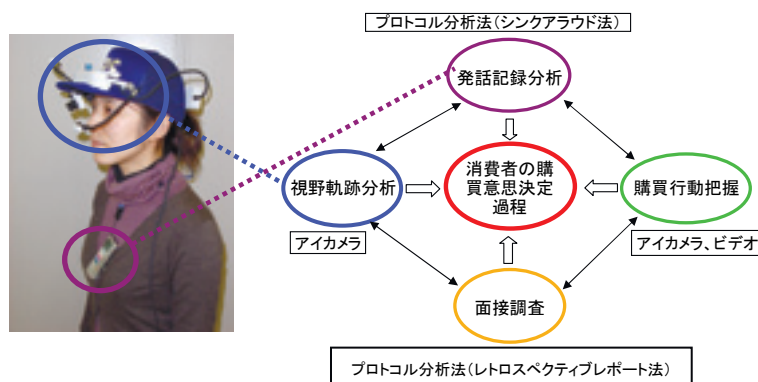 プロトコル分析法(シンクアラウド法)
発話記録分析
視野軌跡分析
消費者の購
買意思決定
過程
購買行動把握
アイカメラ
アイカメラ、ビデオ
面接調査
プロトコル分析法(レトロスペクティブレポート法)